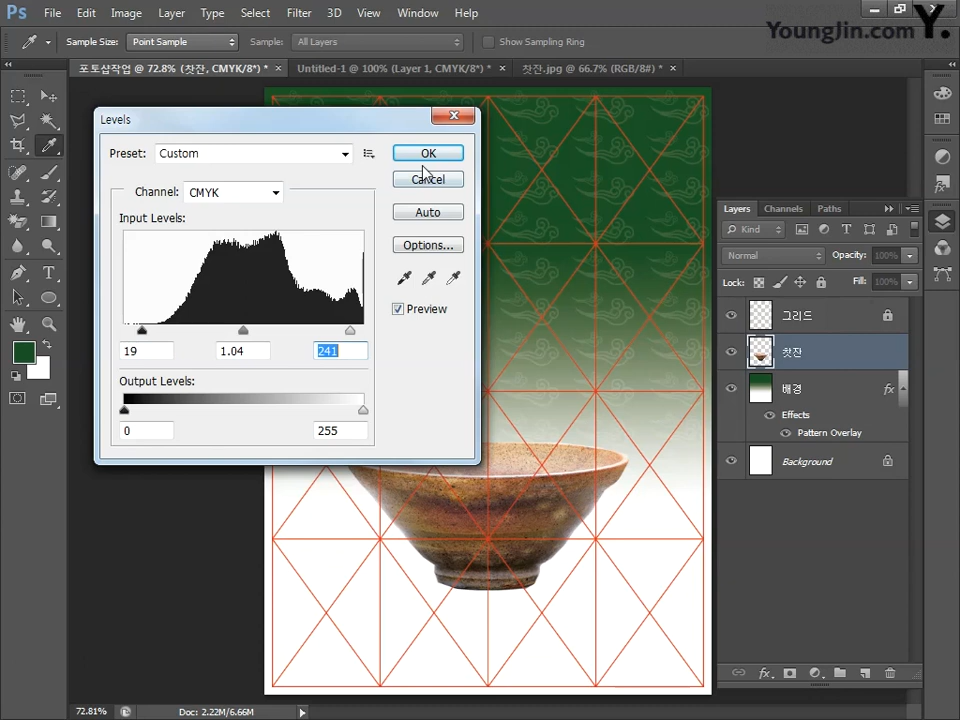 Ps File Edit Image Layer Type Select Filter 3D View Window Help
YoungJin.com Y.
Sample Size: Point Sample Sample: All Layers Show Sampling Ring
포토샵작업 @ 72.8% (찻잔, CMYK/8*) * × Untitled-1 @ 100% (Layer 1, CMYK/8*) * × 찻잔.jpg @ 66.7% (RGB/8#) * ×
Levels
Preset: Custom OK
Cancel
Channel: CMYK
Input Levels:
Auto
Options...
Preview
19 1.04 241
Output Levels:
0 255
Layers Channels Paths
Kind
Normal Opacity: 100%
Lock: Fill: 100%
그리드
찻잔
배경 fx
Effects
Pattern Overlay
Background
fx
72.81% Doc: 2.22M/6.66M